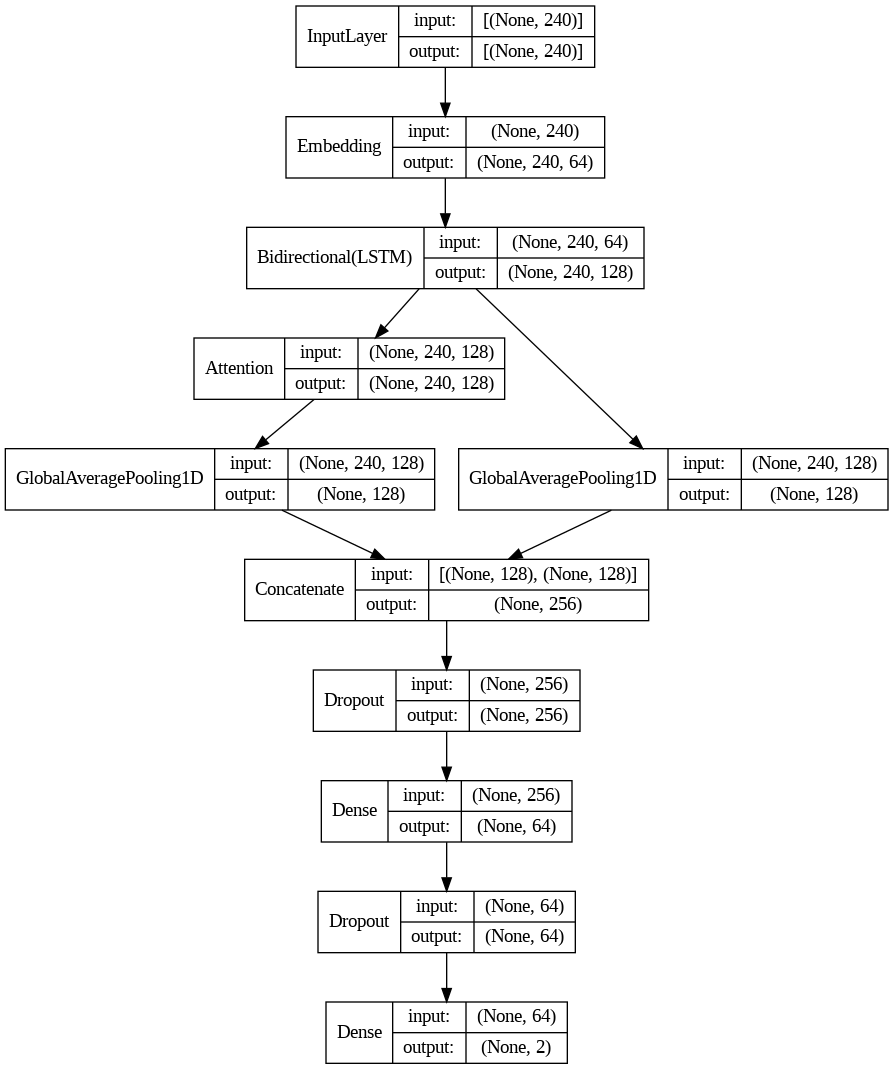 InputLayer
input:
[(None, 240)]
output:
[(None, 240)]
Embedding
input:
(None, 240)
output:
(None, 240, 64)
Bidirectional(LSTM)
input:
(None, 240, 64)
output:
(None, 240, 128)
Attention
input:
(None, 240, 128)
output:
(None, 240, 128)
GlobalAveragePooling1D
input:
(None, 240, 128)
output:
(None, 128)
GlobalAveragePooling1D
input:
(None, 240, 128)
output:
(None, 128)
Concatenate
input:
[(None, 128), (None, 128)]
output:
(None, 256)
Dropout
input:
(None, 256)
output:
(None, 256)
Dense
input:
(None, 256)
output:
(None, 64)
Dropout
input:
(None, 64)
output:
(None, 64)
Dense
input:
(None, 64)
output:
(None, 2)